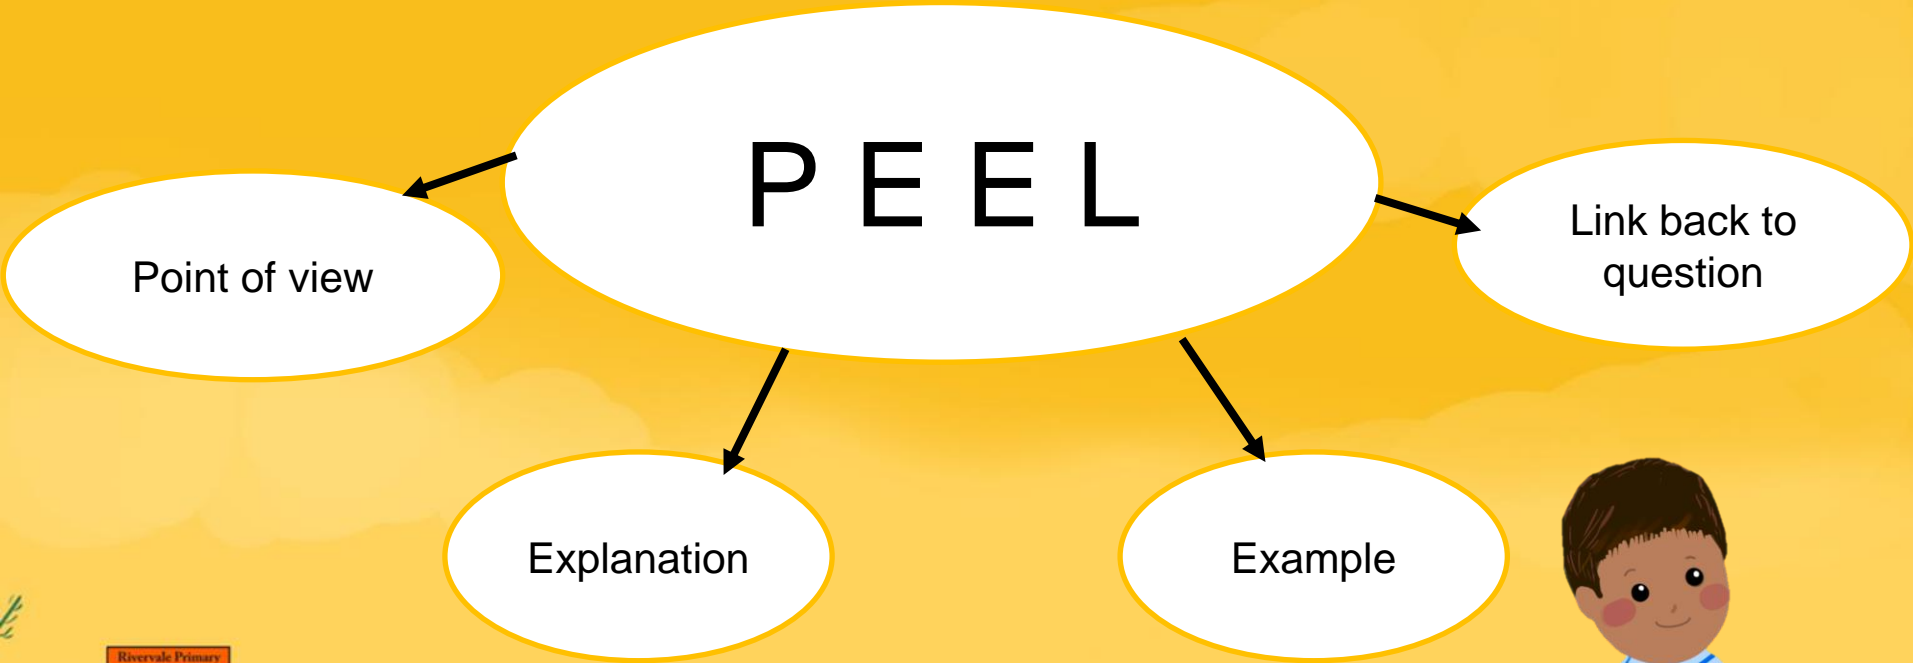 P E E L
Point of view
Link back to
question
Explanation
Example
Rivervale Primary